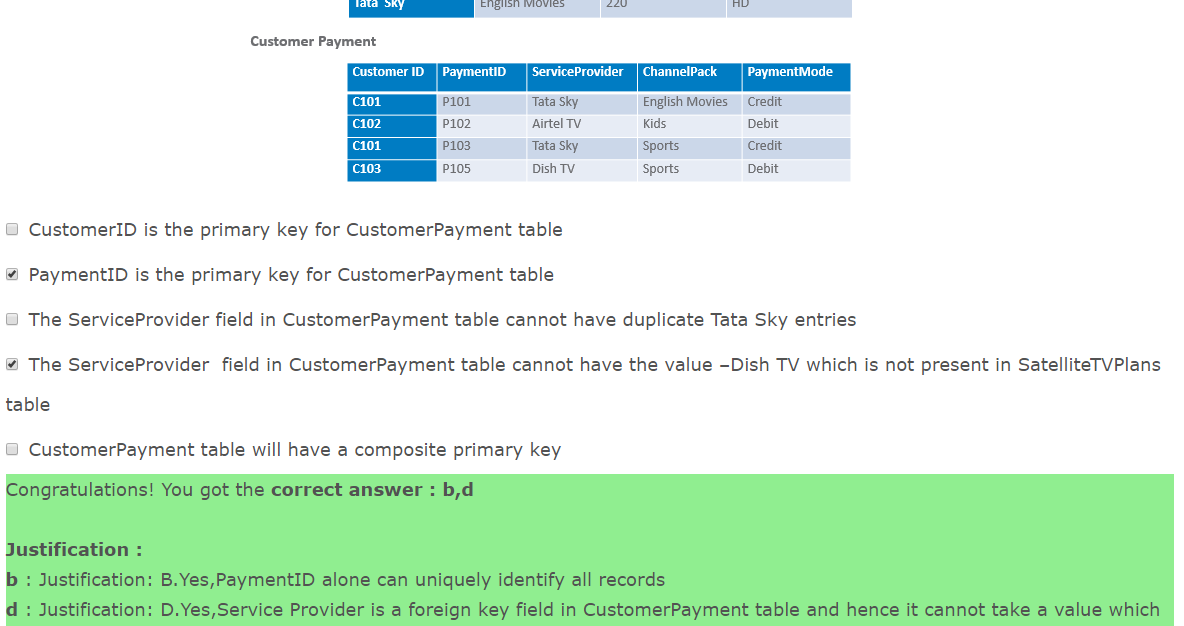 Tata Sky English Movies 220 HD
Customer Payment
Customer ID PaymentID ServiceProvider ChannelPack PaymentMode
C101 P101 Tata Sky English Movies Credit
C102 P102 Airtel TV Kids Debit
C101 P103 Tata Sky Sports Credit
C103 P105 Dish TV Sports Debit
CustomerID is the primary key for CustomerPayment table
PaymentID is the primary key for CustomerPayment table
The ServiceProvider field in CustomerPayment table cannot have duplicate Tata Sky entries
The ServiceProvider  field in CustomerPayment table cannot have the value –Dish TV which is not present in SatelliteTVPlans
table
CustomerPayment table will have a composite primary key
Congratulations! You got the correct answer : b,d
Justification :
b : Justification: B.Yes,PaymentID alone can uniquely identify all records
d : Justification: D.Yes,Service Provider is a foreign key field in CustomerPayment table and hence it cannot take a value which